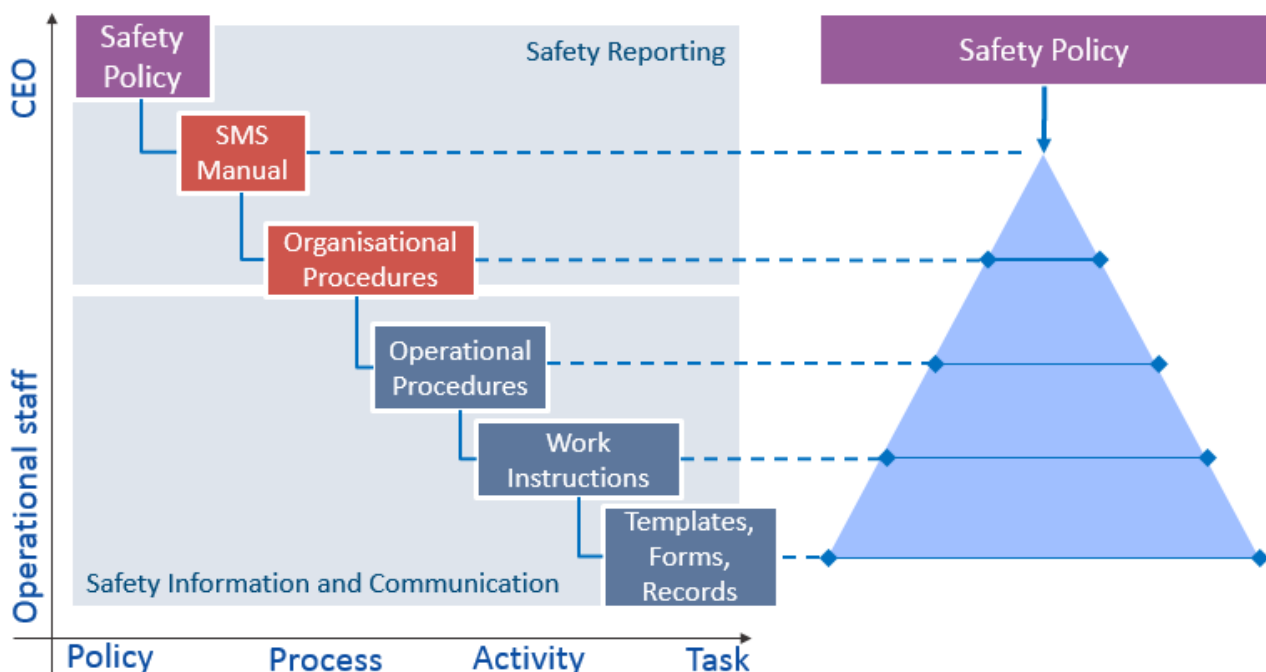 Safety
Policy
Safety Reporting
Safety Policy
SMS
Manual
Organisational
Procedures
Operational
Procedures
Work
Instructions
Templates,
Forms,
Records
Safety Information and Communication
CEO
Operational staff
Policy
Process
Activity
Task